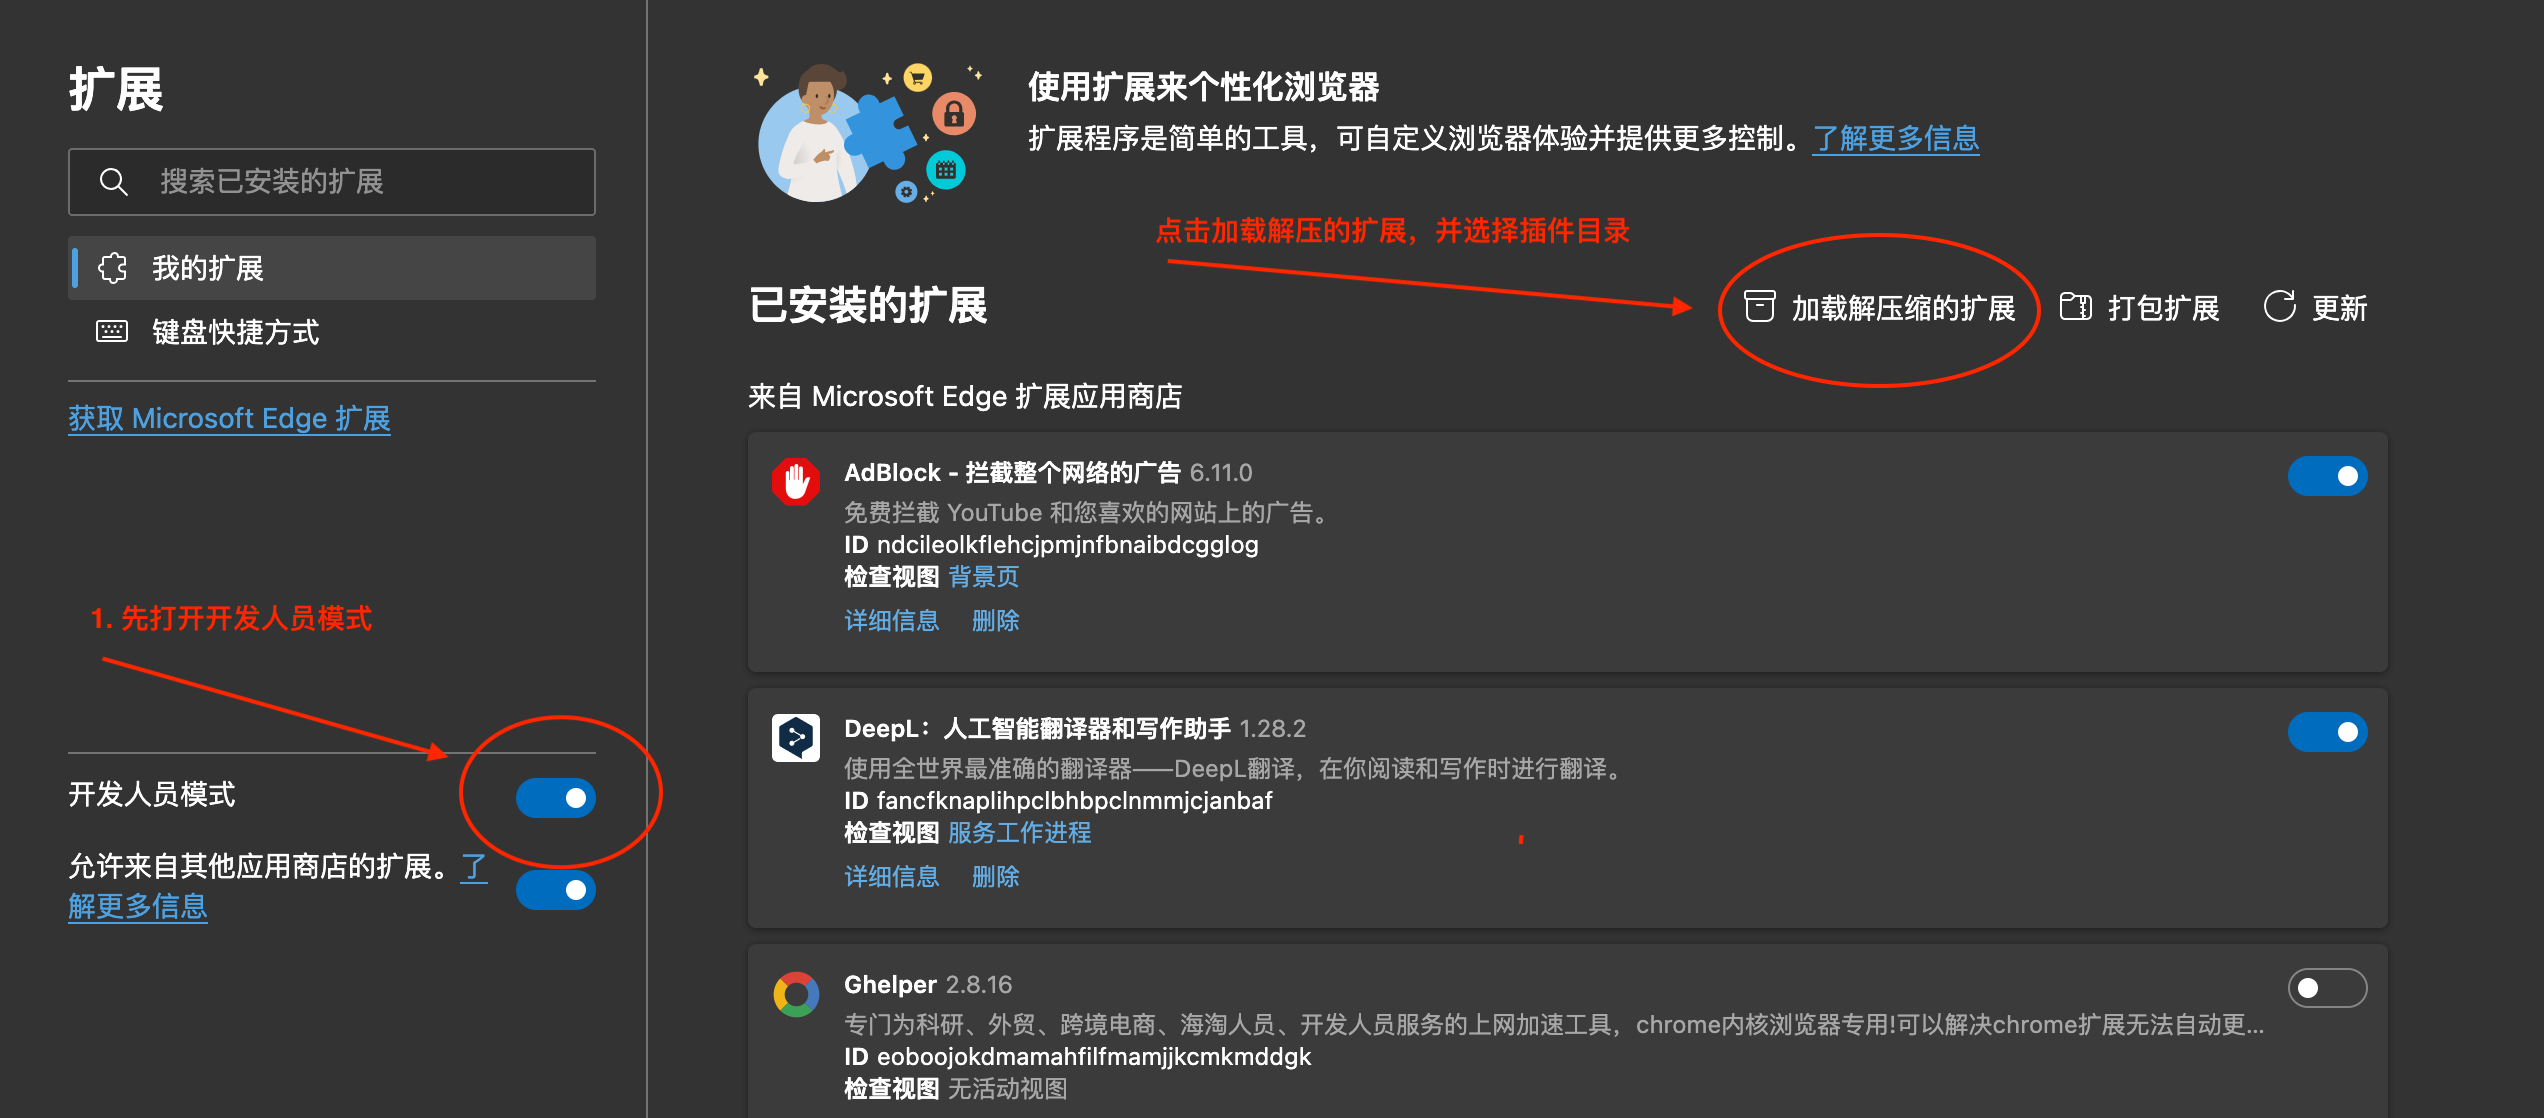 扩展
搜索已安装的扩展
我的扩展
键盘快捷方式
获取 Microsoft Edge 扩展
1. 先打开开发人员模式
开发人员模式
允许来自其他应用商店的扩展。了
解更多信息
使用扩展来个性化浏览器
扩展程序是简单的工具，可自定义浏览器体验并提供更多控制。了解更多信息
点击加载解压的扩展，并选择插件目录
已安装的扩展
加载解压缩的扩展
打包扩展
更新
来自 Microsoft Edge 扩展应用商店
AdBlock - 拦截整个网络的广告 6.11.0
免费拦截 YouTube 和您喜欢的网站上的广告。
ID ndcileolkflehcjpmjnfbnaibdcgglog
检查视图 背景页
详细信息 删除
DeepL：人工智能翻译器和写作助手 1.28.2
使用全世界最准确的翻译器——DeepL翻译，在你阅读和写作时进行翻译。
ID fancfknaplihpclbhbpclnmmjcjanbaf
检查视图 服务工作进程
详细信息 删除
Ghelper 2.8.16
专门为科研、外贸、跨境电商、海淘人员、开发人员服务的上网加速工具，chrome内核浏览器专用!可以解决chrome扩展无法自动更...
ID eoboojokdmamahfilfmamjjkcmkmddgk
检查视图 无活动视图